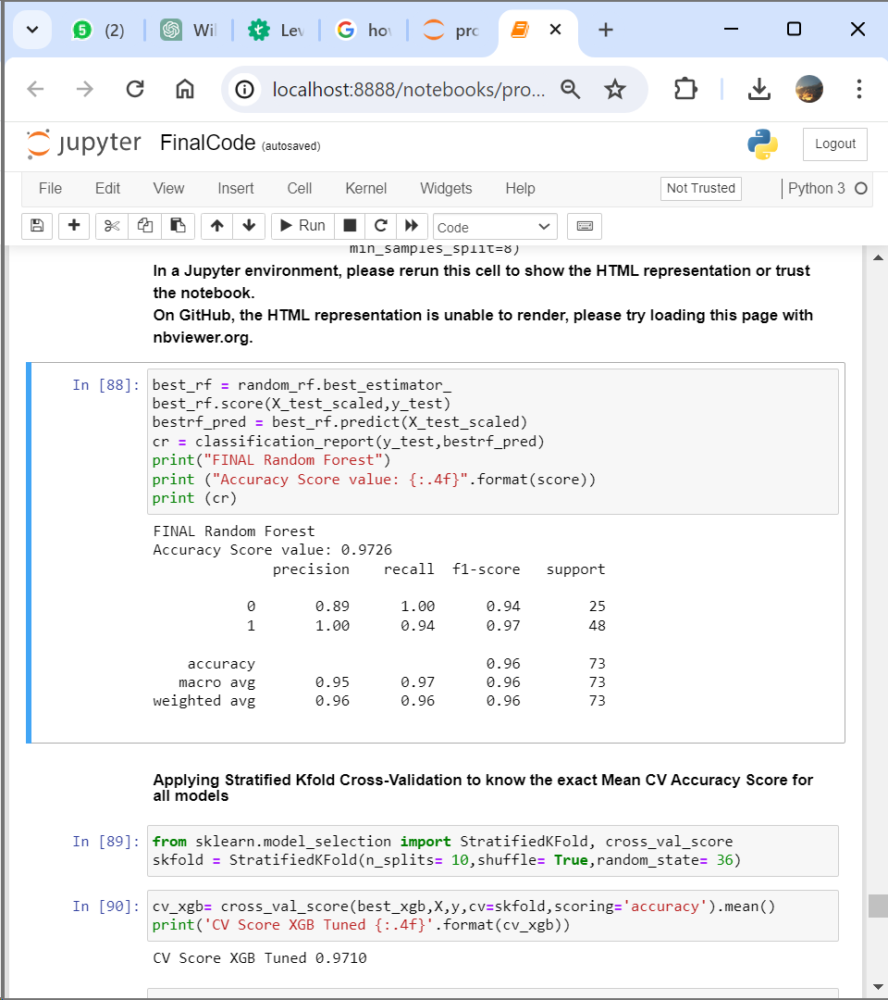 5 (2) Wil Lev hov pro
localhost:8888/notebooks/pro...
jupyter FinalCode (autosaved) Logout
File Edit View Insert Cell Kernel Widgets Help Not Trusted Python 3
Run Code
min_samples_split=8)
In a Jupyter environment, please rerun this cell to show the HTML representation or trust
the notebook.
On GitHub, the HTML representation is unable to render, please try loading this page with
nbviewer.org.
In [88]: best_rf = random_rf.best_estimator_
best_rf.score(X_test_scaled,y_test)
bestrf_pred = best_rf.predict(X_test_scaled)
cr = classification_report(y_test,bestrf_pred)
print("FINAL Random Forest")
print ("Accuracy Score value: {:.4f}".format(score))
print (cr)
FINAL Random Forest
Accuracy Score value: 0.9726
precision recall f1-score support
0 0.89 1.00 0.94 25
1 1.00 0.94 0.97 48
accuracy 0.96 73
macro avg 0.95 0.97 0.96 73
weighted avg 0.96 0.96 0.96 73
Applying Stratified Kfold Cross-Validation to know the exact Mean CV Accuracy Score for
all models
In [89]: from sklearn.model_selection import StratifiedKFold, cross_val_score
skfold = StratifiedKFold(n_splits= 10,shuffle= True,random_state= 36)
In [90]: cv_xgb= cross_val_score(best_xgb,X,y,cv=skfold,scoring='accuracy').mean()
print('CV Score XGB Tuned {:.4f}'.format(cv_xgb))
CV Score XGB Tuned 0.9710